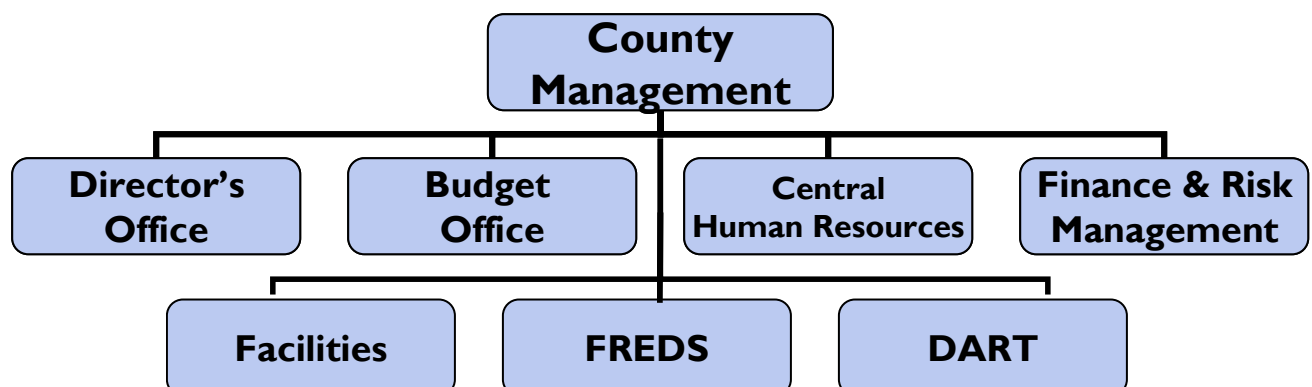 County
Management
Director's
Office
Budget
Office
Central
Human Resources
Finance & Risk
Management
Facilities
FREDS
DART